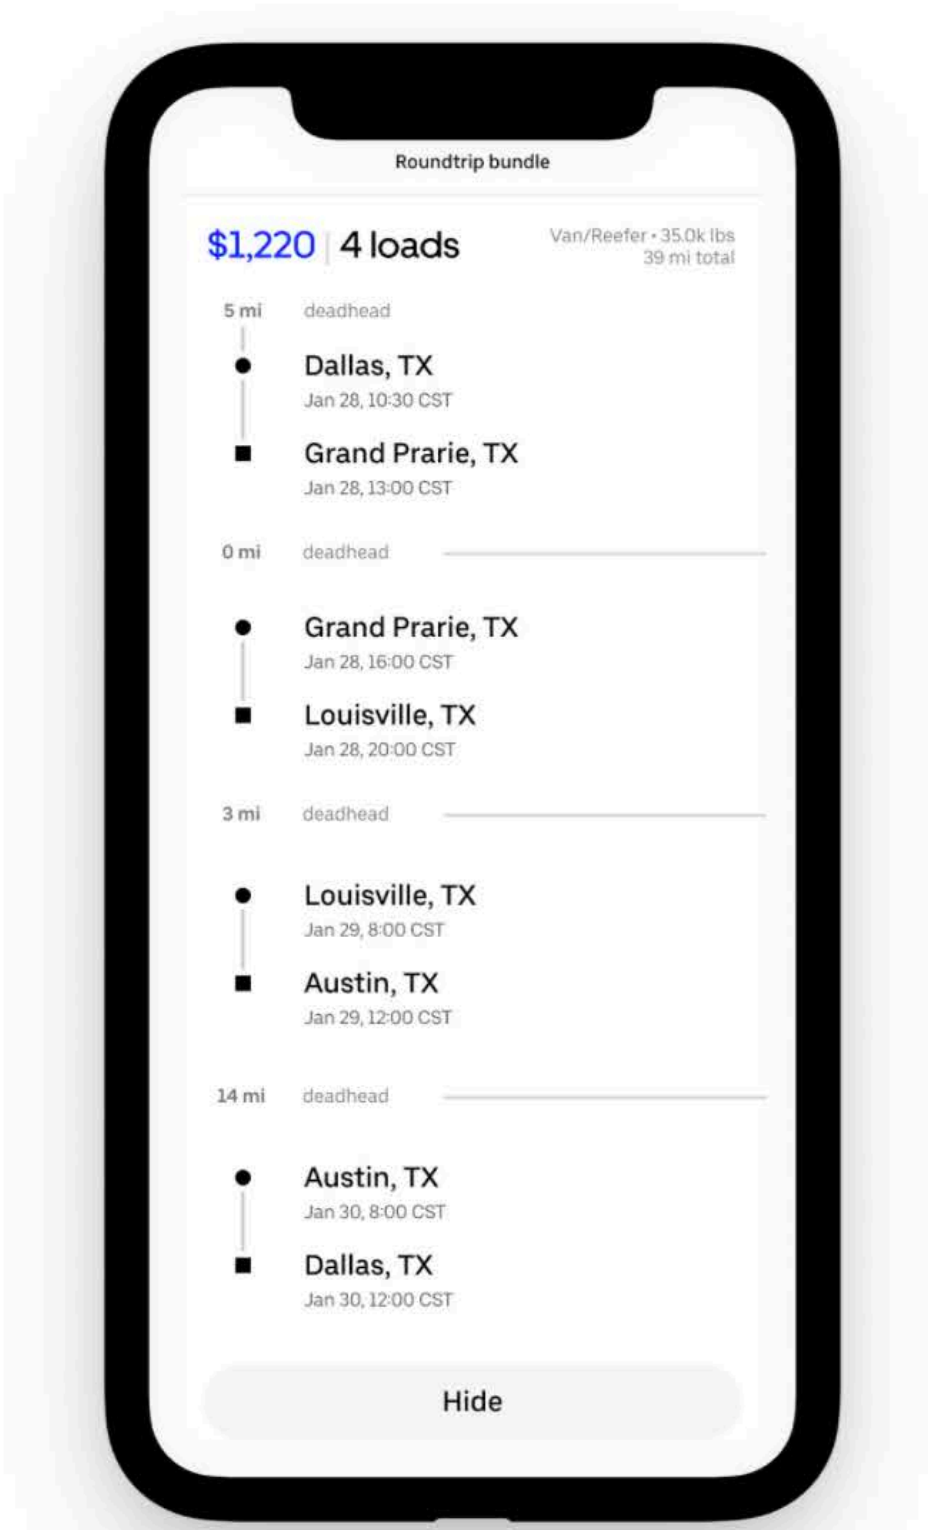 Roundtrip bundle
$1,220 | 4 loads
Van/Reefer • 35.0k lbs
39 mi total
5 mi deadhead
Dallas, TX
Jan 28, 10:30 CST
Grand Prarie, TX
Jan 28, 13:00 CST
0 mi deadhead
Grand Prarie, TX
Jan 28, 16:00 CST
Louisville, TX
Jan 28, 20:00 CST
3 mi deadhead
Louisville, TX
Jan 29, 8:00 CST
Austin, TX
Jan 29, 12:00 CST
14 mi deadhead
Austin, TX
Jan 30, 8:00 CST
Dallas, TX
Jan 30, 12:00 CST
Hide